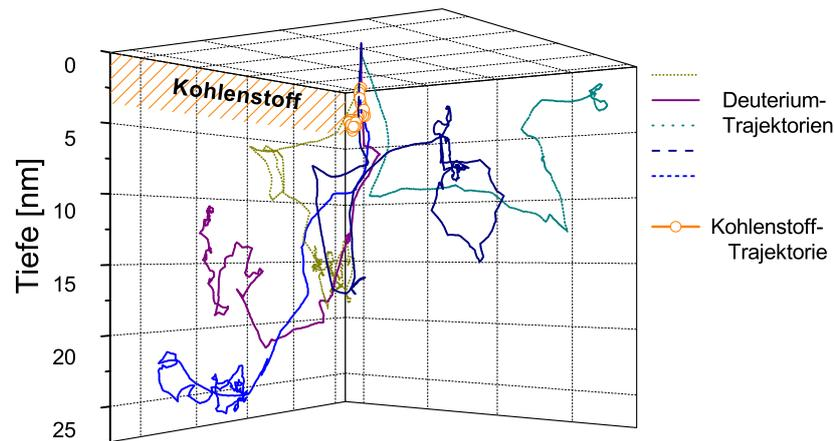 0
5
10
15
20
25
Tiefe [nm]
Kohlenstoff
Deuterium-
Trajektorien
Kohlenstoff-
Trajektorie